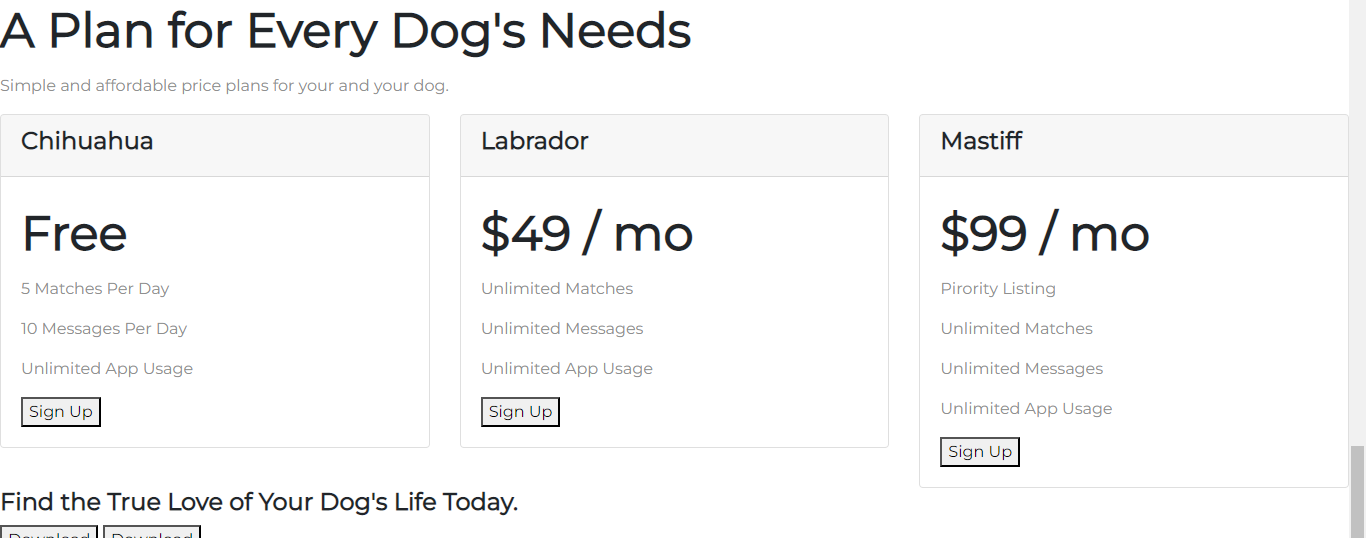 A Plan for Every Dog's Needs
Simple and affordable price plans for your and your dog.
Chihuahua
Free
5 Matches Per Day
10 Messages Per Day
Unlimited App Usage
Sign Up
Labrador
$49 / mo
Unlimited Matches
Unlimited Messages
Unlimited App Usage
Sign Up
Mastiff
$99 / mo
Pirority Listing
Unlimited Matches
Unlimited Messages
Unlimited App Usage
Sign Up
Find the True Love of Your Dog's Life Today.
Download Download